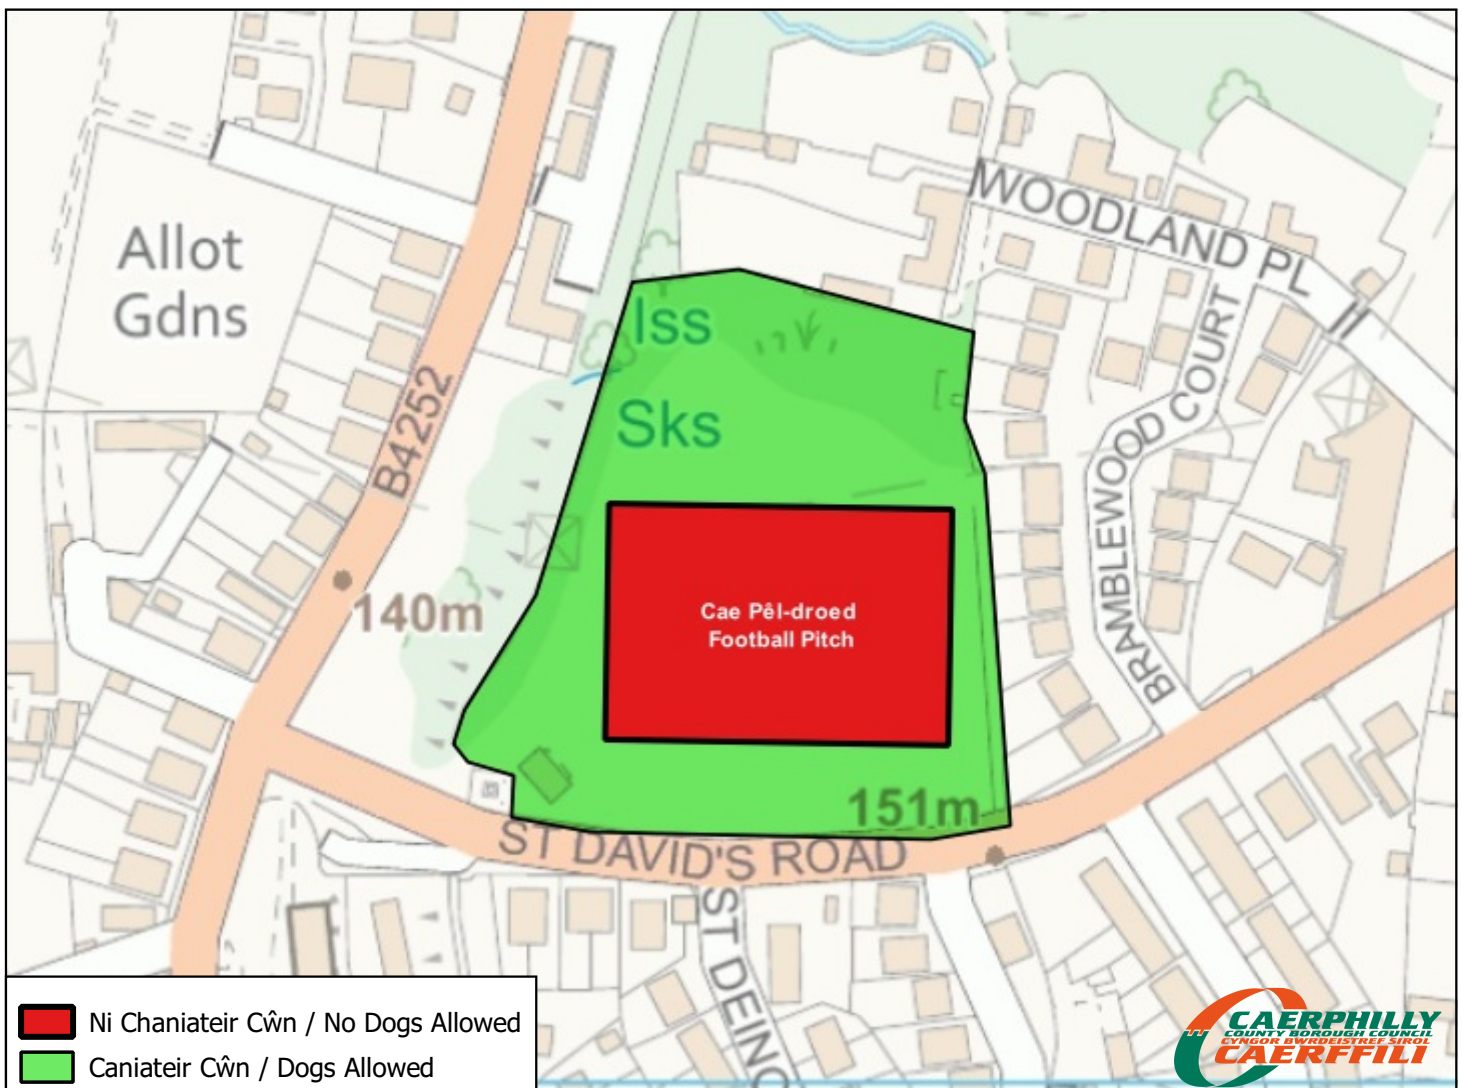 WOODLAND PL
Allot
Gdns
Iss
Sks
B4252
BRAMBLEWOOD COURT
140m
Cae Pêl-droed
Football Pitch
151m
ST DAVID'S ROAD
ST DEINO
Ni Chaniateir Cŵn / No Dogs Allowed
Caniateir Cŵn / Dogs Allowed
CAERPHILLY
COUNTY BOROUGH COUNCIL
CYNGOR BWRDEISTREF SIROL
CAERFFILI